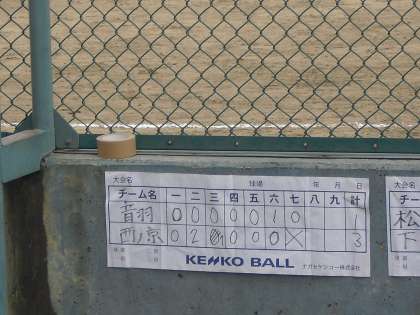 大会名 球場 年 月 日
チーム名 一 二 三 四 五 六 七 八 九 計
音羽 0 0 0 0 0 1 0 1
西ノ京 0 2 0 0 0 X 3
KENKO BALL ナガセケンコー株式会社
チーム
松
下